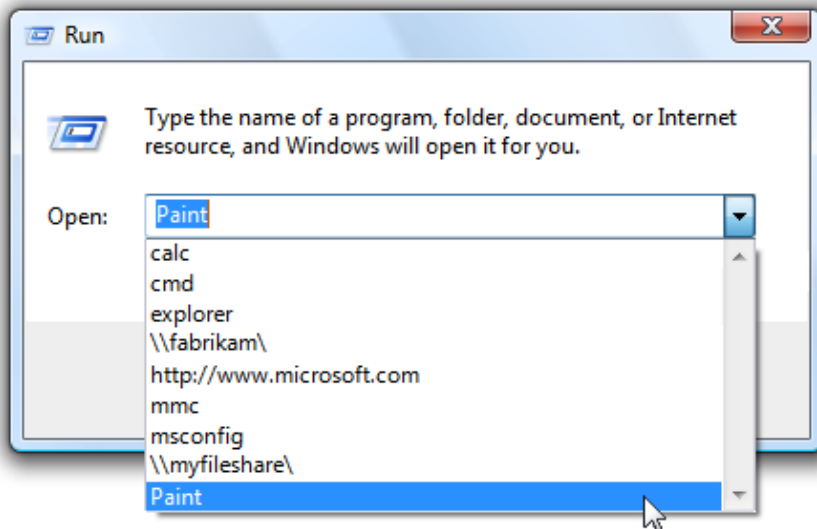 Run
Type the name of a program, folder, document, or Internet
resource, and Windows will open it for you.
Open:
Paint
calc
cmd
explorer
\\fabrikam\
http://www.microsoft.com
mmc
msconfig
\\myfileshare\
Paint